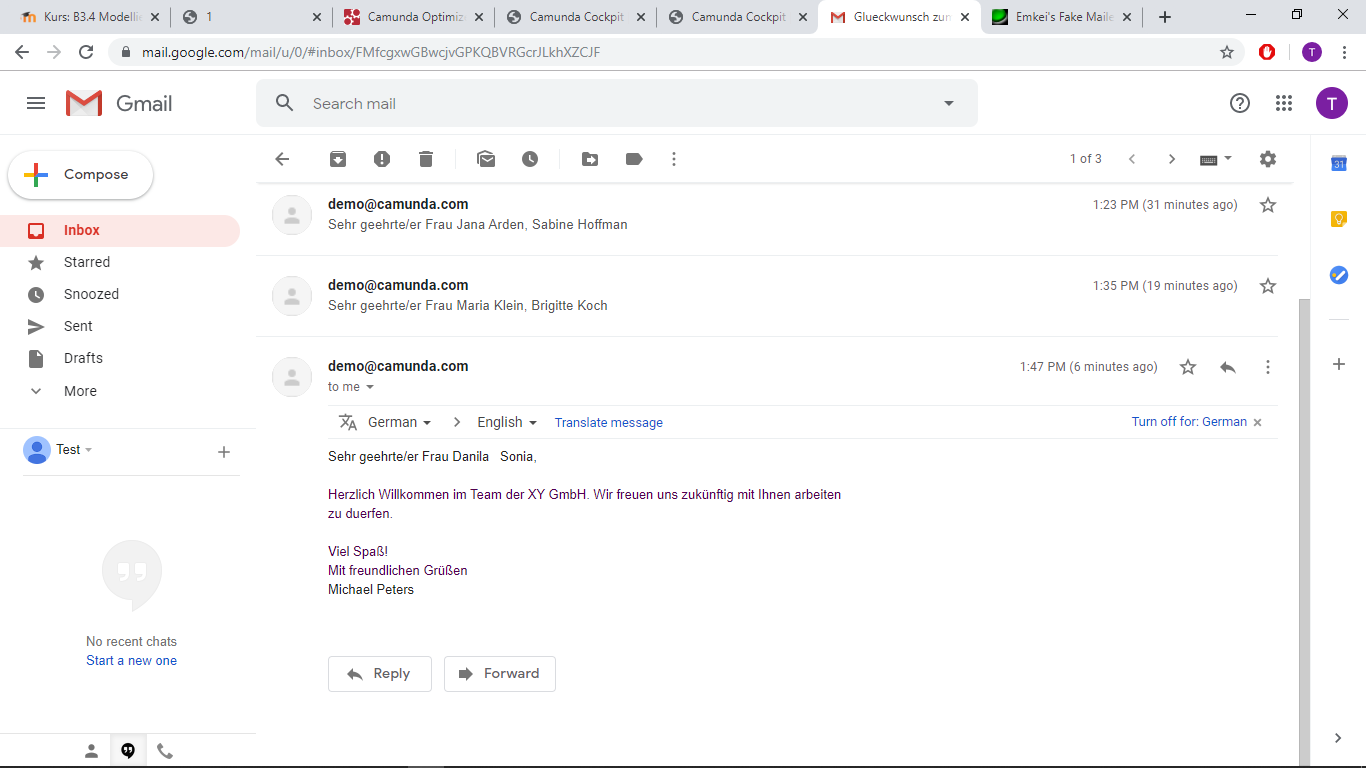 Kurs: B3.4 Modellie
1
Camunda Optimiz
Camunda Cockpit
Camunda Cockpit
Glueckwunsch zun
Emkei's Fake Maile
mail.google.com/mail/u/0/#inbox/FMfcgxwGBwcjvGPKQBVRGcrJLkhXZCJF
T
Gmail
Search mail
T
Compose
1 of 3
31
Inbox
Starred
Snoozed
Sent
Drafts
More
Test
No recent chats
Start a new one
demo@camunda.com
1:23 PM (31 minutes ago)
Sehr geehrte/er Frau Jana Arden, Sabine Hoffman
demo@camunda.com
1:35 PM (19 minutes ago)
Sehr geehrte/er Frau Maria Klein, Brigitte Koch
demo@camunda.com
1:47 PM (6 minutes ago)
to me
German > English Translate message
Turn off for: German
Sehr geehrte/er Frau Danila Sonia,
Herzlich Willkommen im Team der XY GmbH. Wir freuen uns zukünftig mit Ihnen arbeiten
zu duerfen.
Viel Spaß!
Mit freundlichen Grüßen
Michael Peters
Reply
Forward